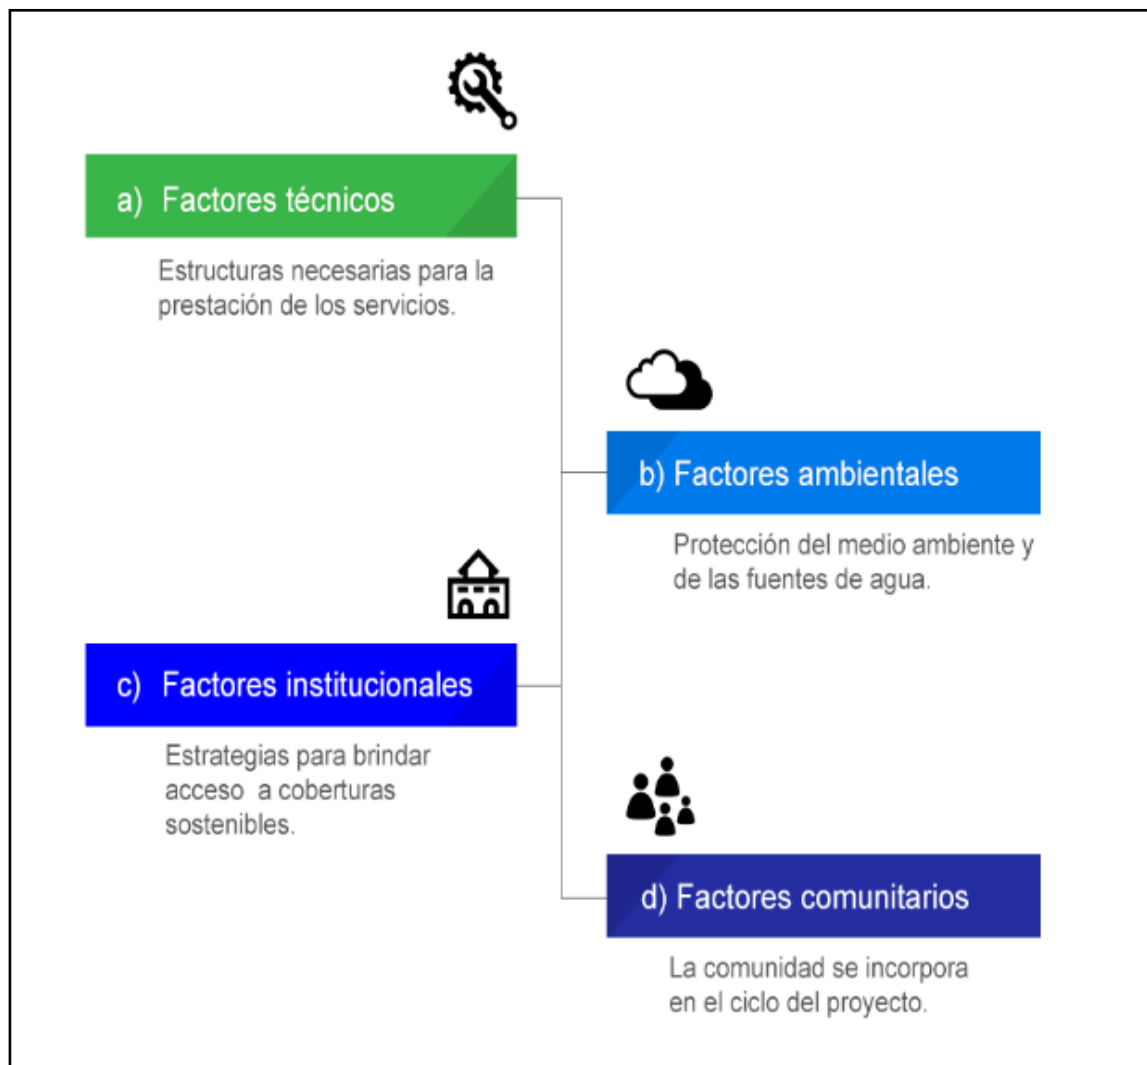 a) Factores técnicos
Estructuras necesarias para la
prestación de los servicios.
b) Factores ambientales
Protección del medio ambiente y
de las fuentes de agua.
c) Factores institucionales
Estrategias para brindar
acceso a coberturas
sostenibles.
d) Factores comunitarios
La comunidad se incorpora
en el ciclo del proyecto.